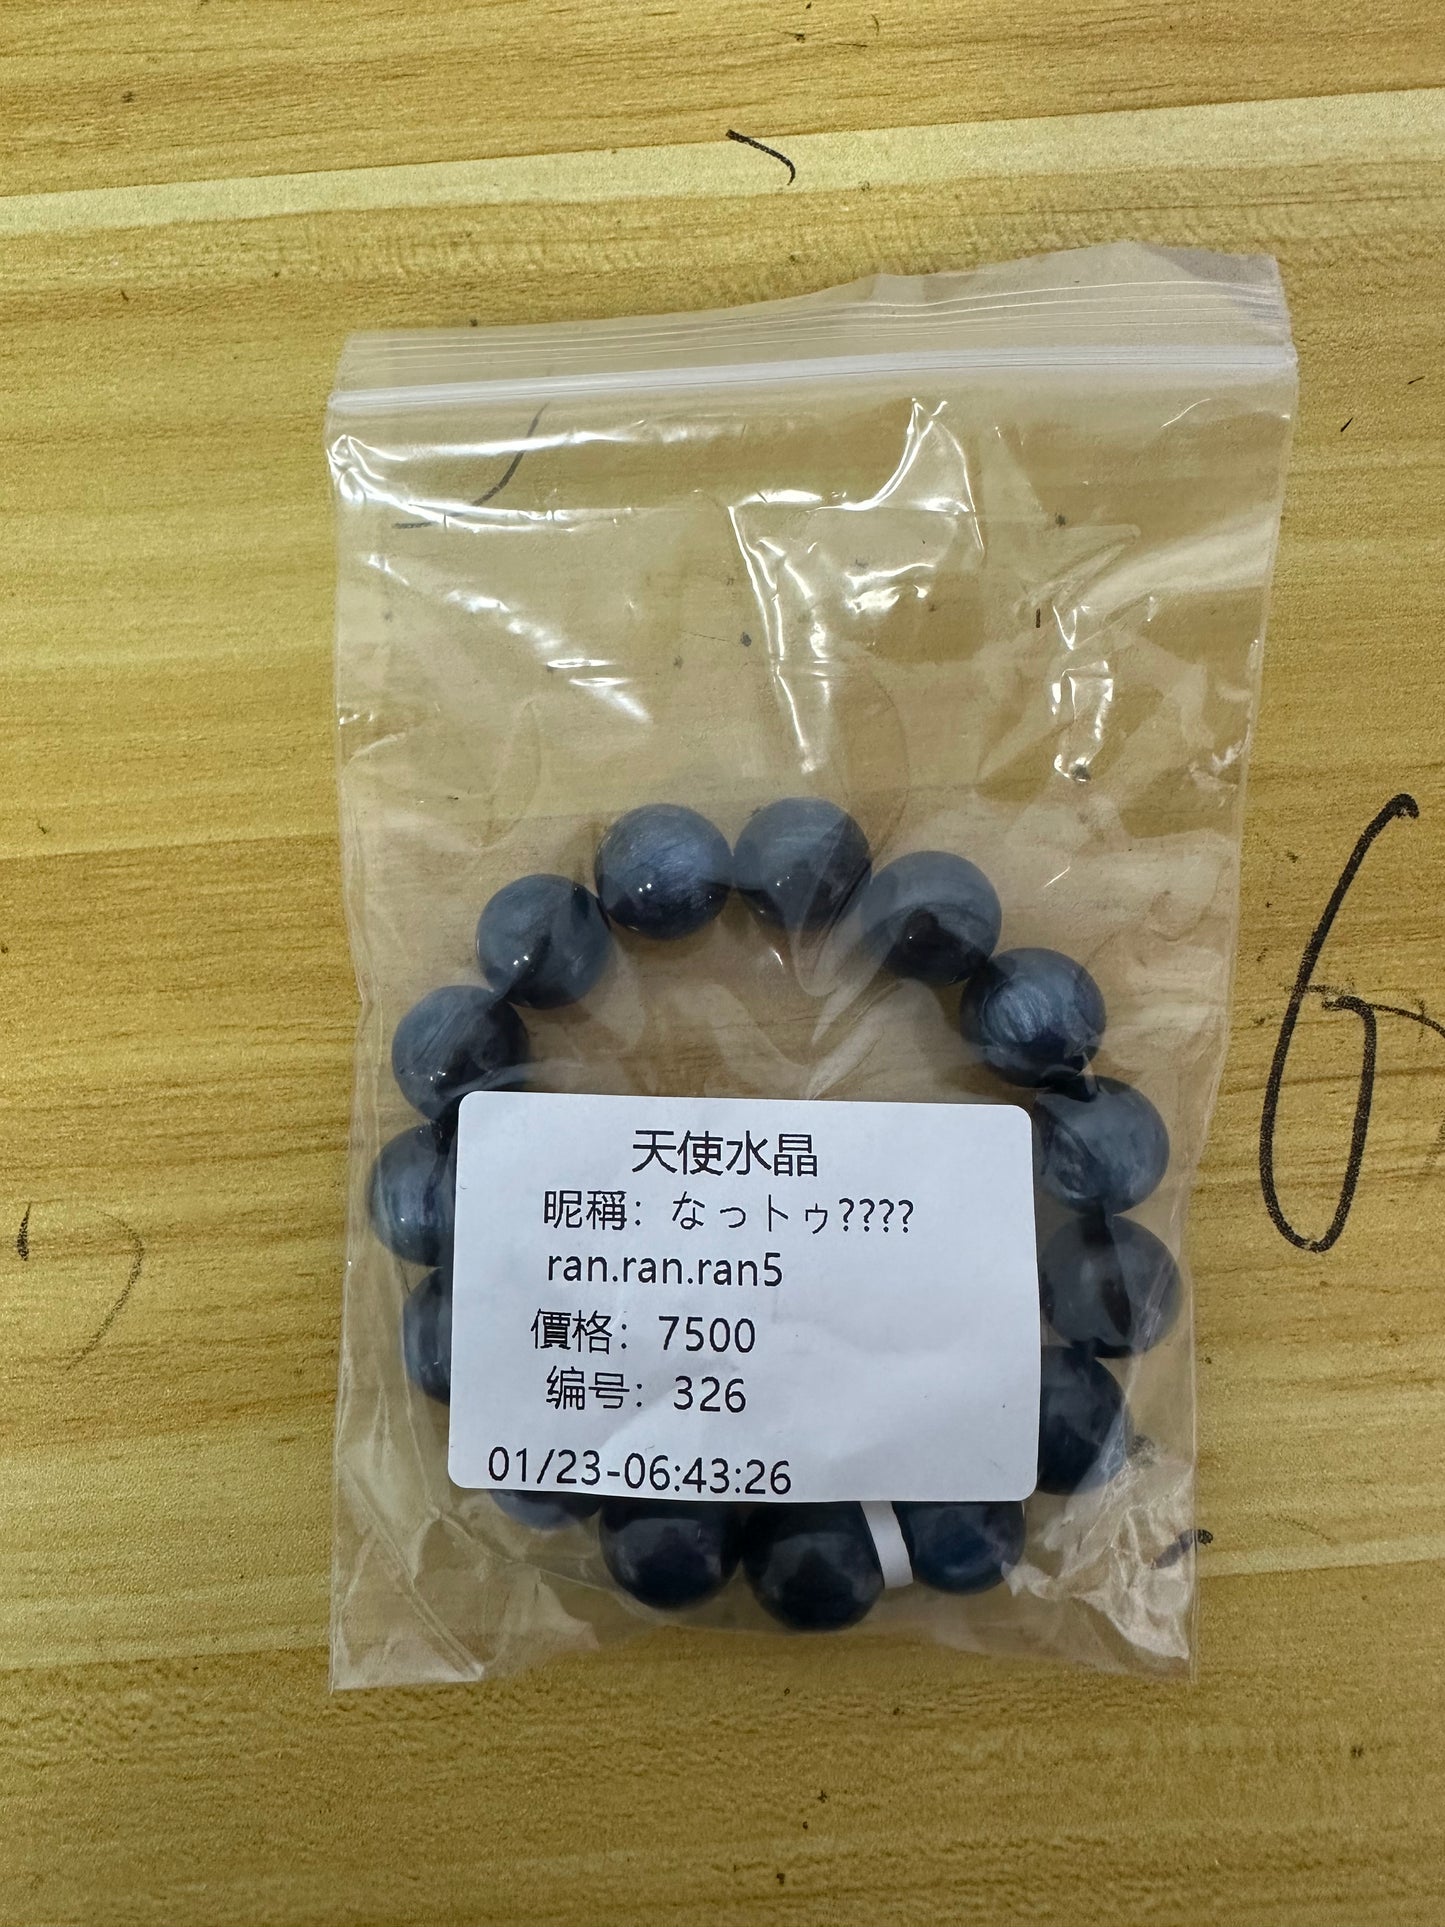 天使水晶
昵稱：なっトゥ????
ran.ran.ran5
價格：7500
编号：326
01/23-06:43:26
6